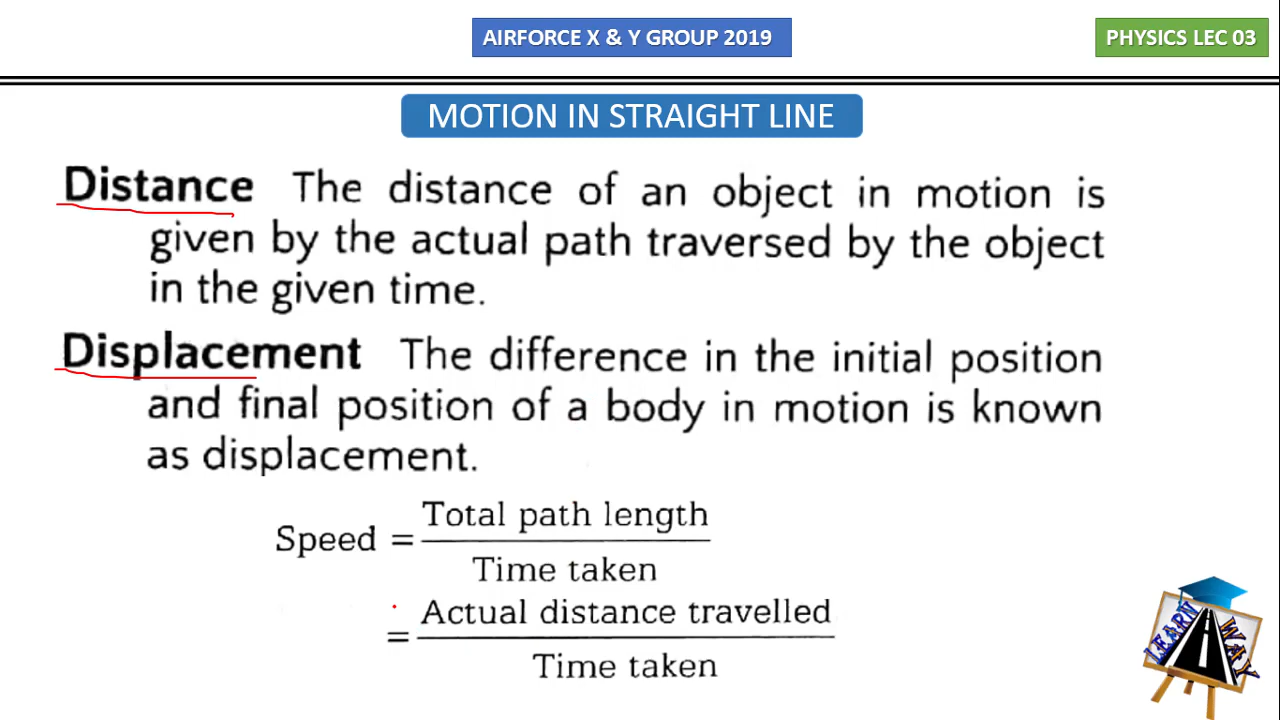 AIRFORCE X & Y GROUP 2019
PHYSICS LEC 03
MOTION IN STRAIGHT LINE
Distance The distance of an object in motion is
given by the actual path traversed by the object
in the given time.
Displacement The difference in the initial position
and final position of a body in motion is known
as displacement.
Total path length
Speed =
Time taken
Actual distance travelled
=
Time taken
LEARN WAY